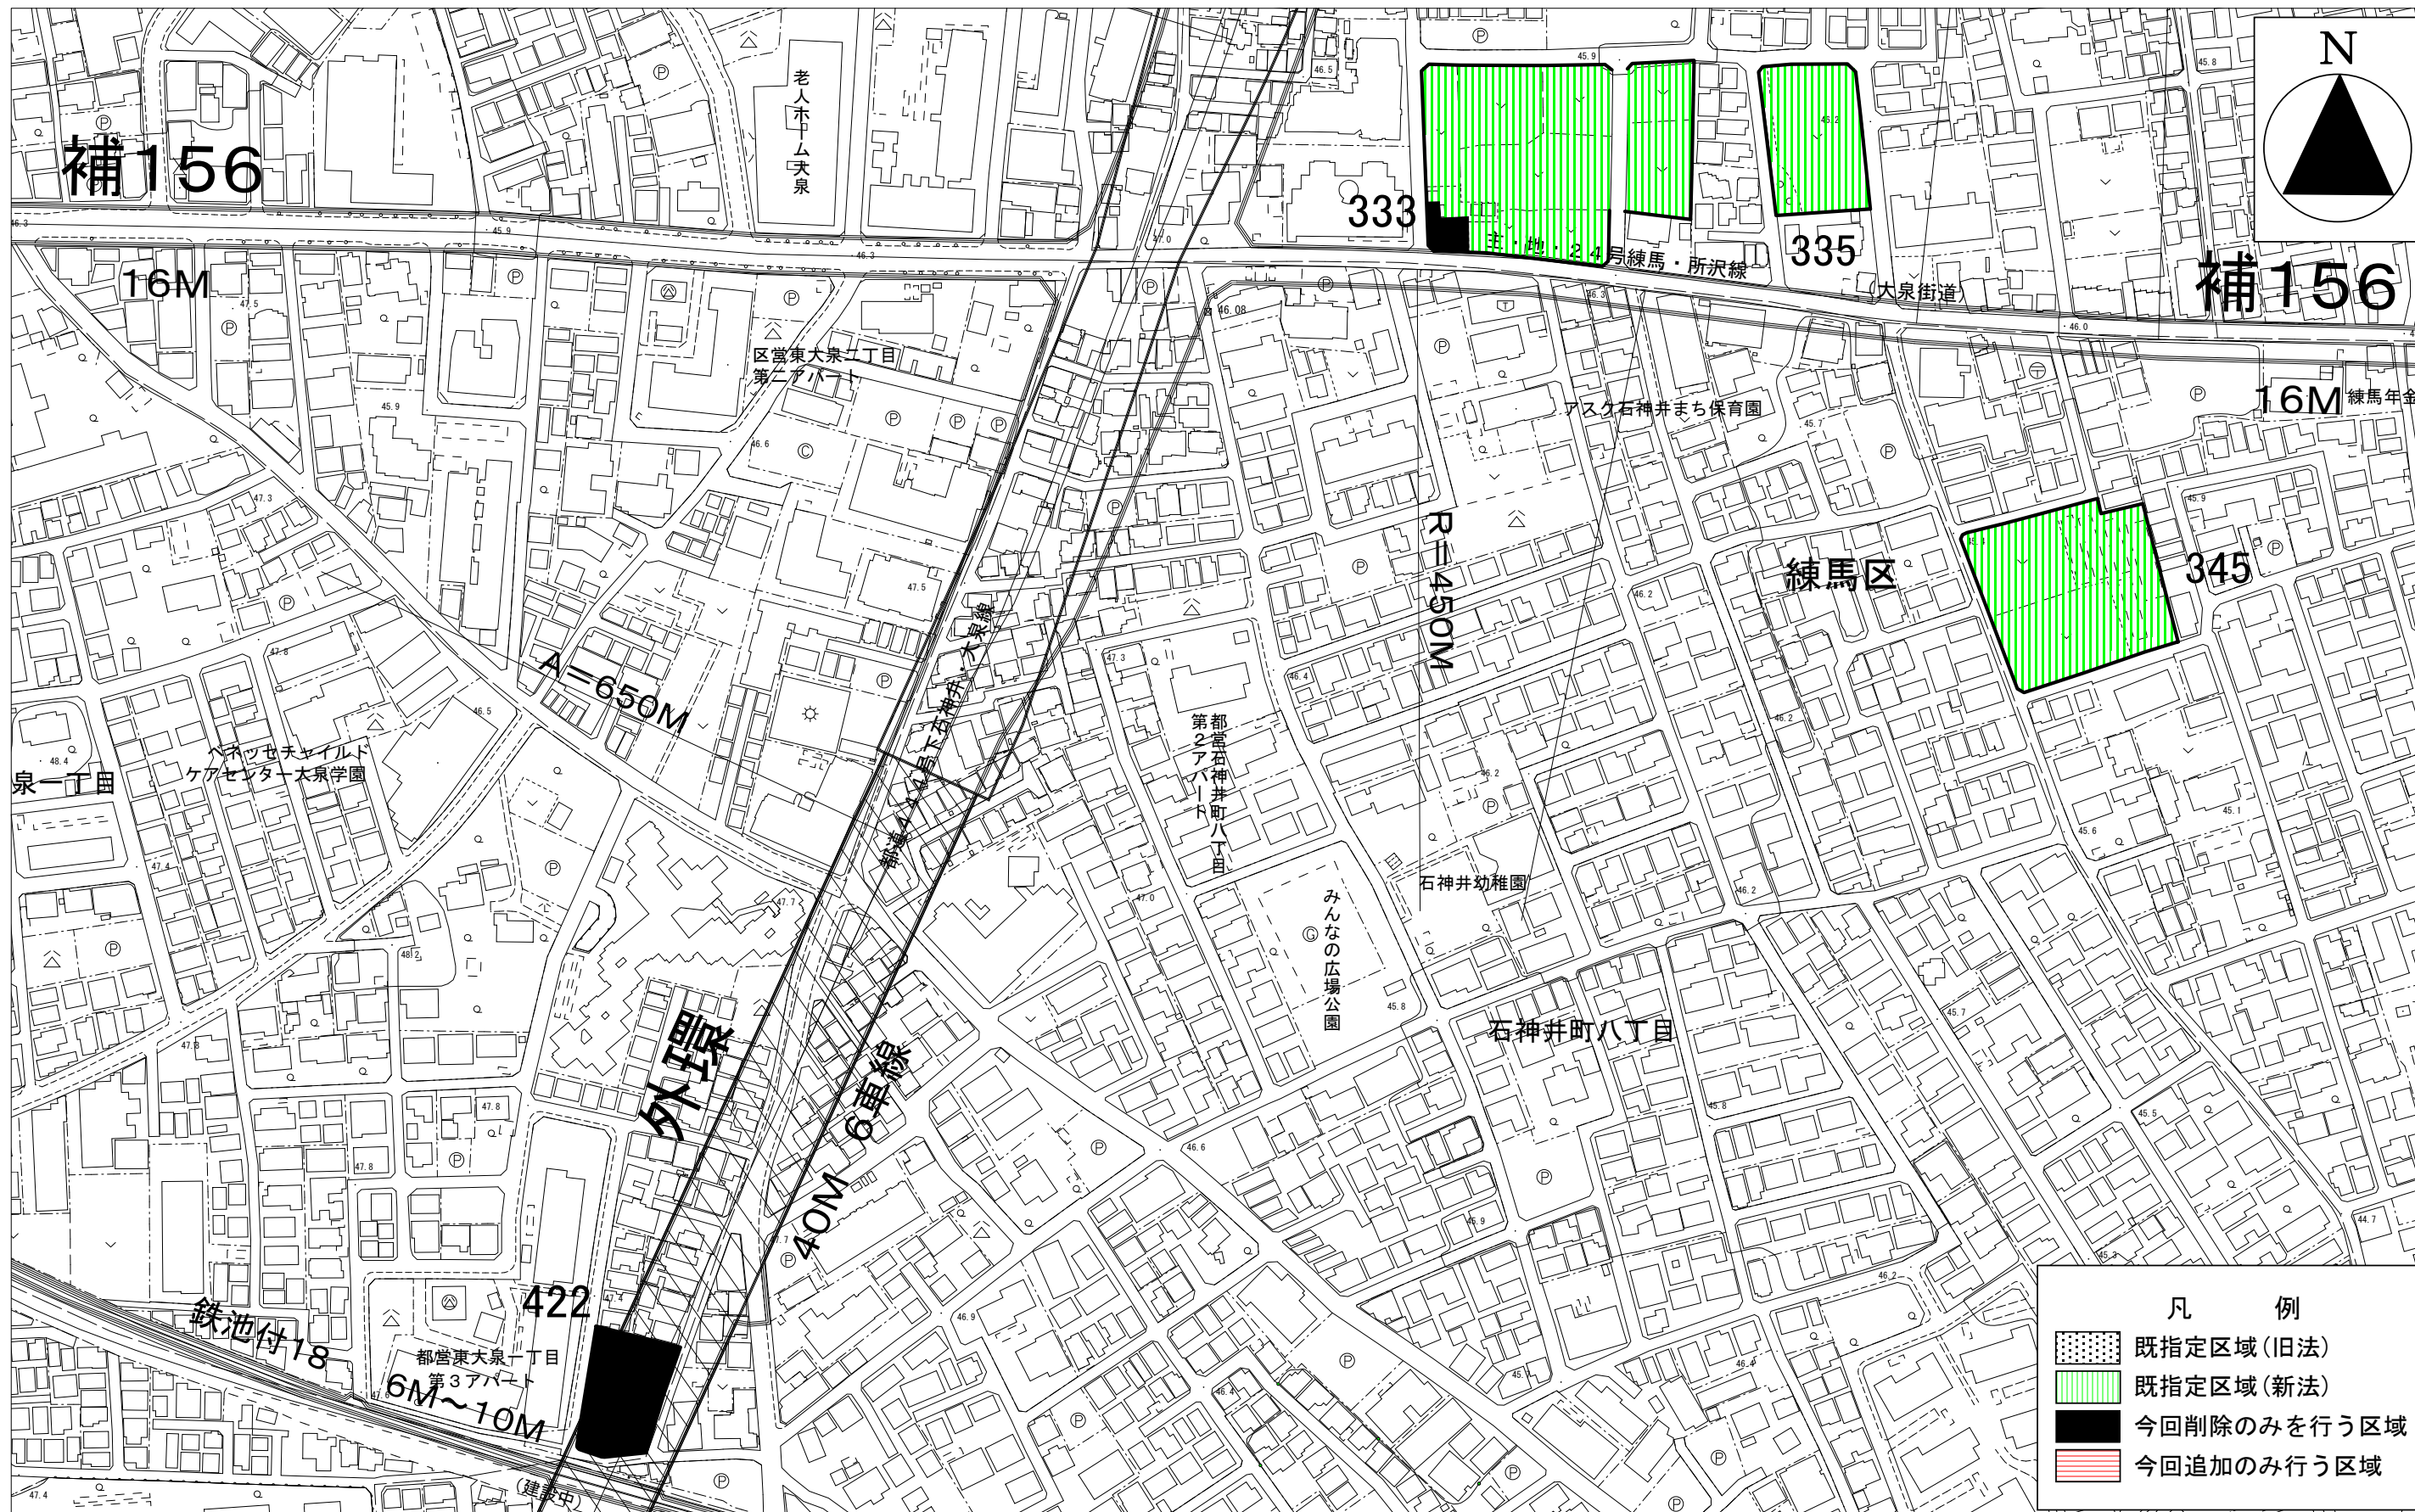 N
補156
老人ホーム大泉
333
335
主・地・24号練馬・所沢線
(大泉街道)
補156
16M
46.08
区営東大泉二丁目
第二アパート
アスク石神井まち保育園
16M
練馬年金
R=450M
練馬区
345
A=650M
都道444号下石神井・大泉線
都営石神井町八丁目
第2アパート
ベネッセチャイルド
ケアセンター大泉学園
泉一丁目
石神井幼稚園
みんなの広場公園
石神井町八丁目
外環
6車線
40M
422
鉄池付18
都営東大泉一丁目
第3アパート
6M〜10M
(建設中)
凡 例
既指定区域(旧法)
既指定区域(新法)
今回削除のみを行う区域
今回追加のみ行う区域